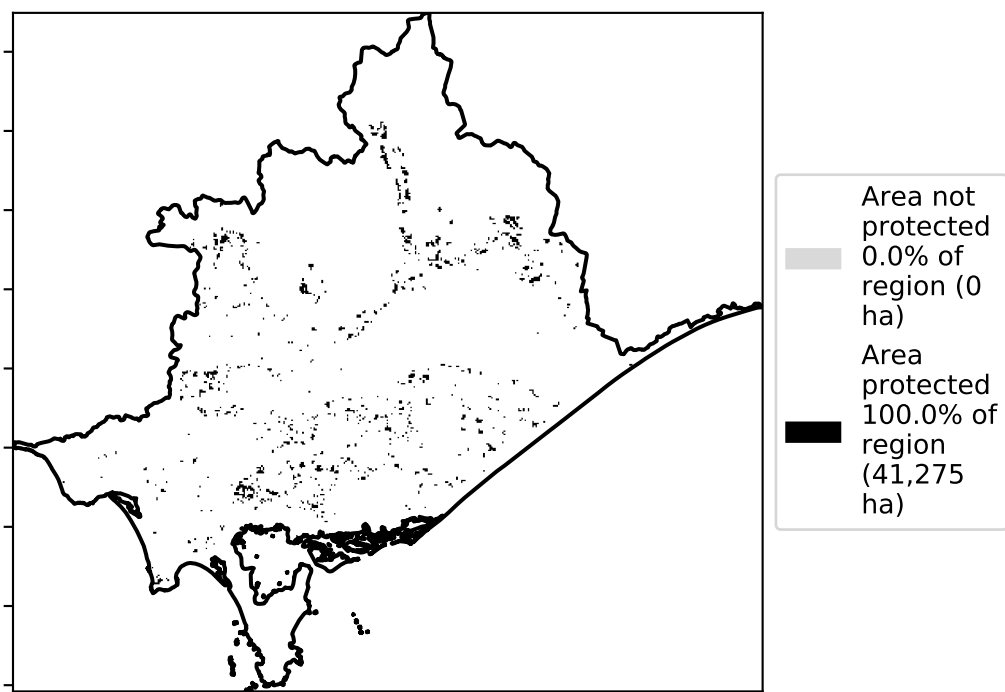 Area not
protected
0.0% of
region (0
ha)
Area
protected
100.0% of
region
(41,275
ha)